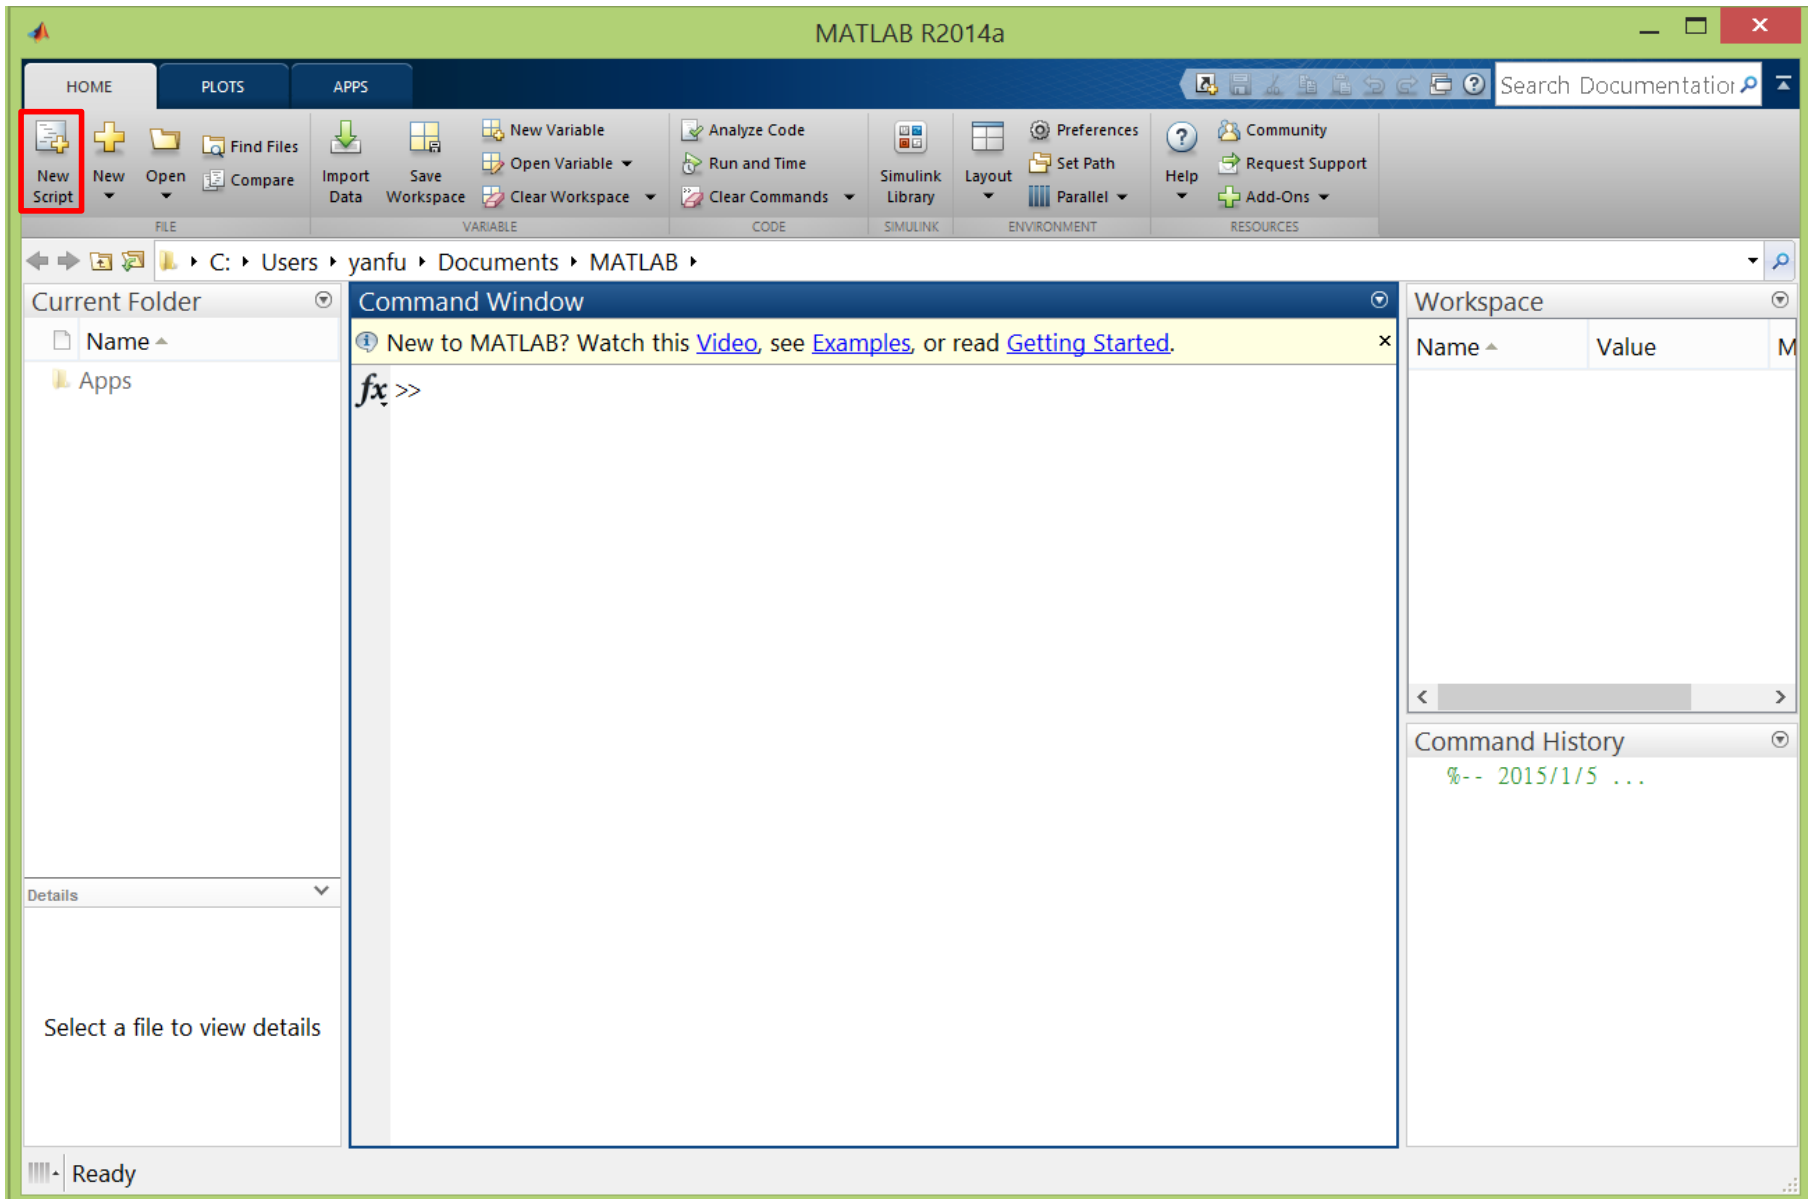 MATLAB R2014a
HOME PLOTS APPS
Search Documentation
New Script
New
Open
Find Files
Compare
FILE
Import Data
Save Workspace
New Variable
Open Variable
Clear Workspace
VARIABLE
Analyze Code
Run and Time
Clear Commands
CODE
Simulink Library
SIMULINK
Layout
Preferences
Set Path
Parallel
ENVIRONMENT
Help
Community
Request Support
Add-Ons
RESOURCES
C: Users yanfu Documents MATLAB
Current Folder
Name
Apps
Details
Select a file to view details
Command Window
New to MATLAB? Watch this Video, see Examples, or read Getting Started.
fx >>
Workspace
Name Value M
Command History
%-- 2015/1/5 ...
Ready